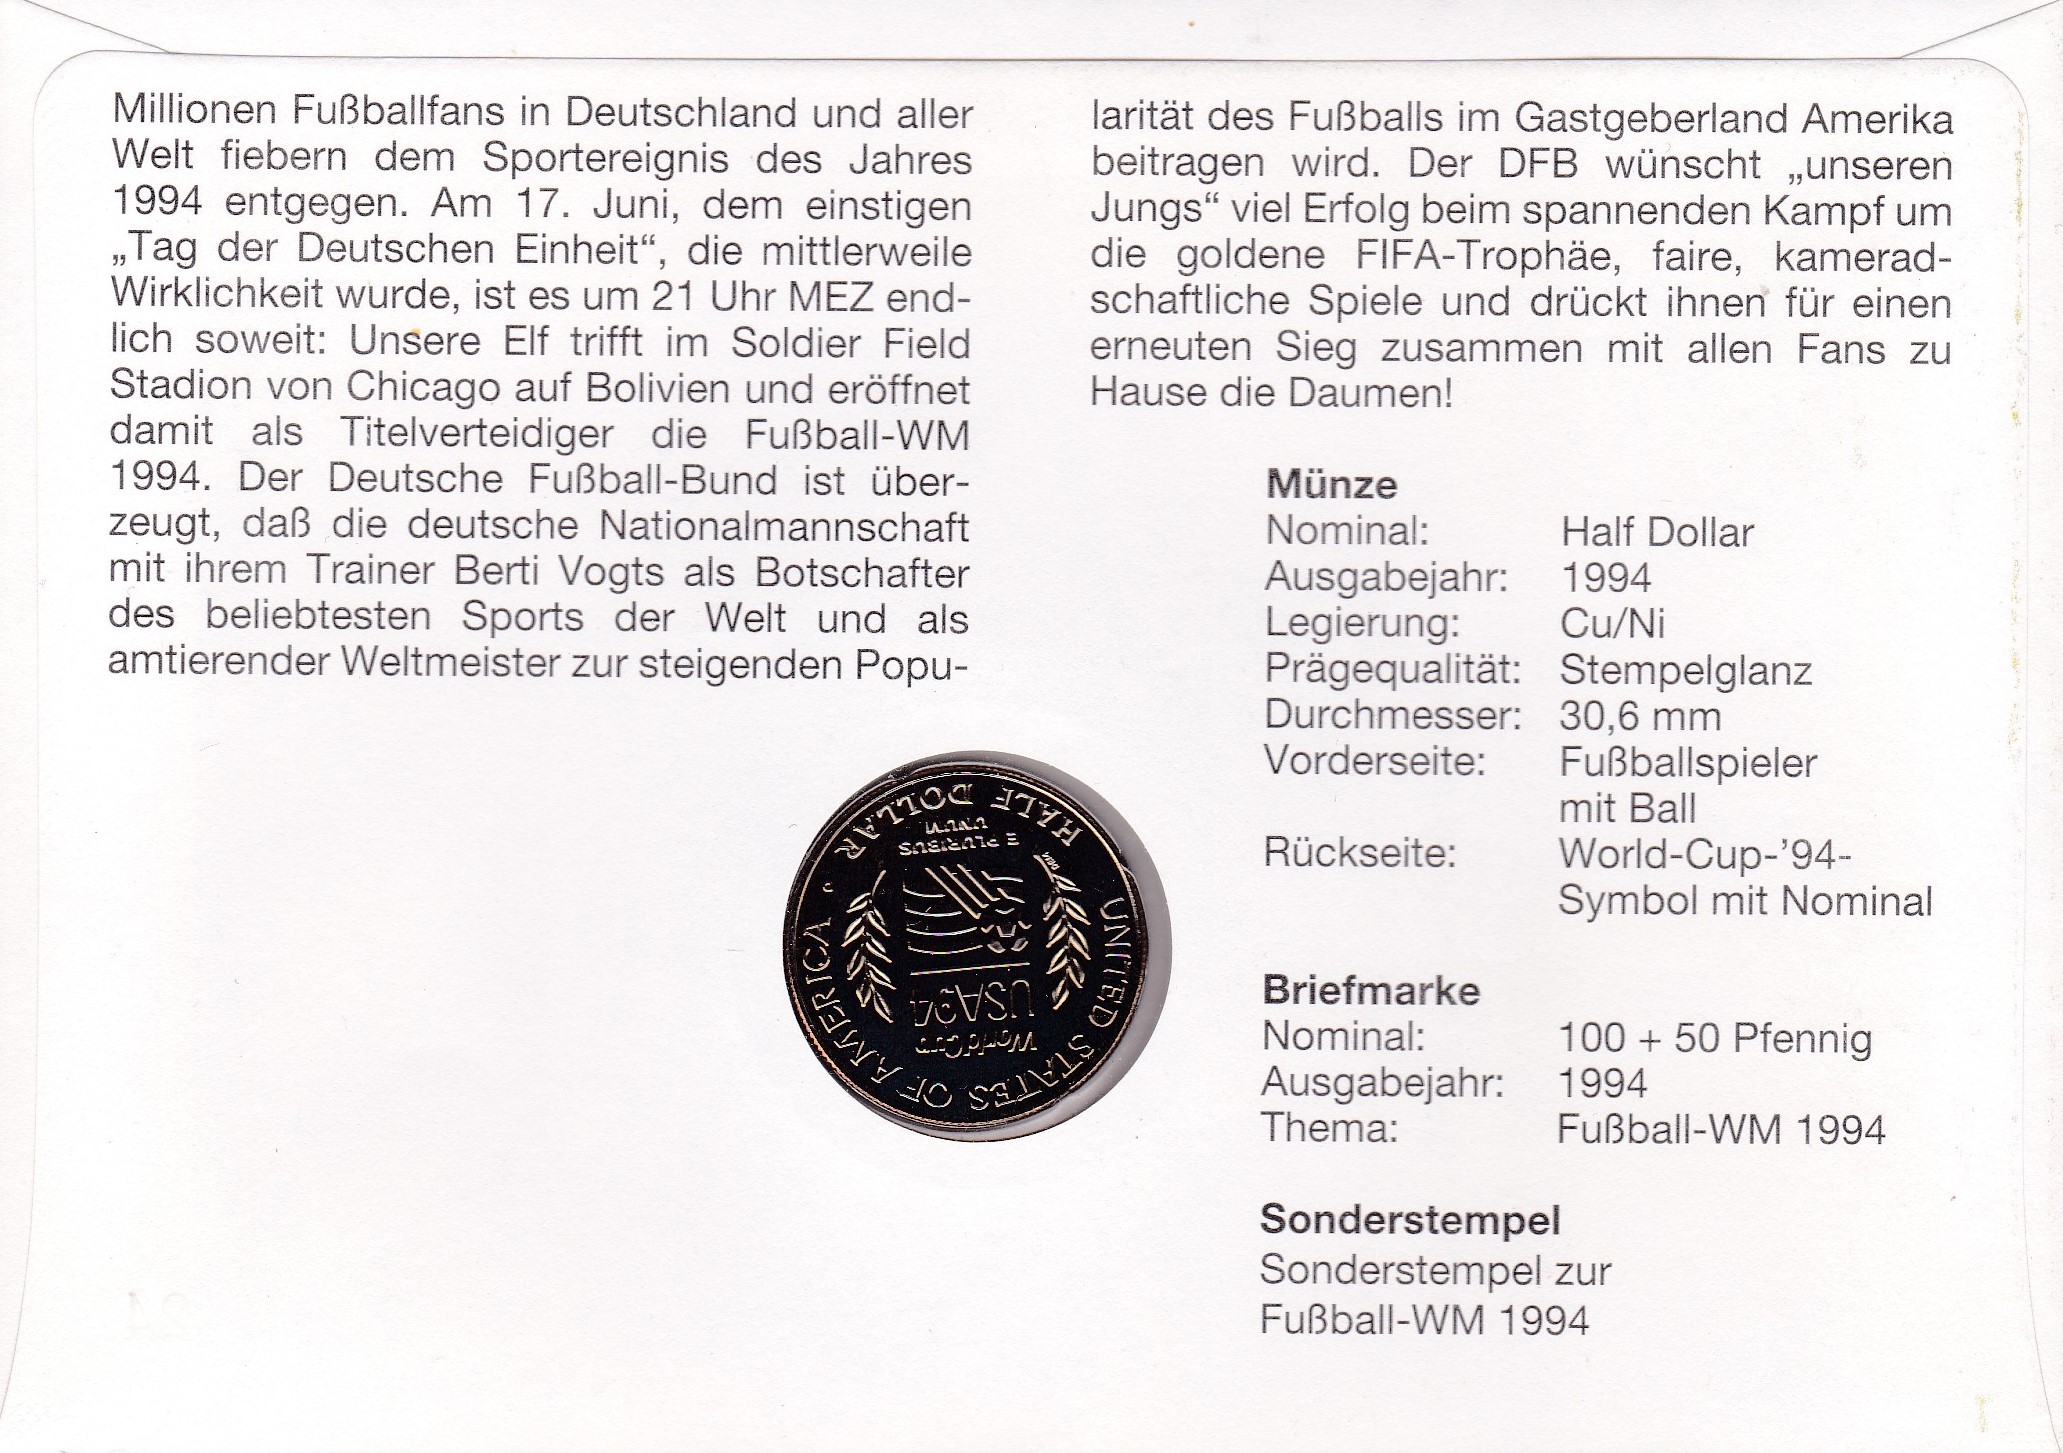 Millionen Fußballfans in Deutschland und aller
Welt fiebern dem Sportereignis des Jahres
1994 entgegen. Am 17. Juni, dem einstigen
„Tag der Deutschen Einheit“, die mittlerweile
Wirklichkeit wurde, ist es um 21 Uhr MEZ end-
lich soweit: Unsere Elf trifft im Soldier Field
Stadion von Chicago auf Bolivien und eröffnet
damit als Titelverteidiger die Fußball-WM
1994. Der Deutsche Fußball-Bund ist über-
zeugt, daß die deutsche Nationalmannschaft
mit ihrem Trainer Berti Vogts als Botschafter
des beliebtesten Sports der Welt und als
amtierender Weltmeister zur steigenden Popu-
larität des Fußballs im Gastgeberland Amerika
beitragen wird. Der DFB wünscht „unseren
Jungs“ viel Erfolg beim spannenden Kampf um
die goldene FIFA-Trophäe, faire, kamerad-
schaftliche Spiele und drückt ihnen für einen
erneuten Sieg zusammen mit allen Fans zu
Hause die Daumen!
Münze
Nominal: Half Dollar
Ausgabejahr: 1994
Legierung: Cu/Ni
Prägequalität: Stempelglanz
Durchmesser: 30,6 mm
Vorderseite: Fußballspieler
mit Ball
Rückseite: World-Cup-’94-
Symbol mit Nominal
Briefmarke
Nominal: 100 + 50 Pfennig
Ausgabejahr: 1994
Thema: Fußball-WM 1994
Sonderstempel
Sonderstempel zur
Fußball-WM 1994
UNITED STATES OF AMERICA
WorldCup
USA94
E PLURIBUS
UNUM
HALF DOLLAR